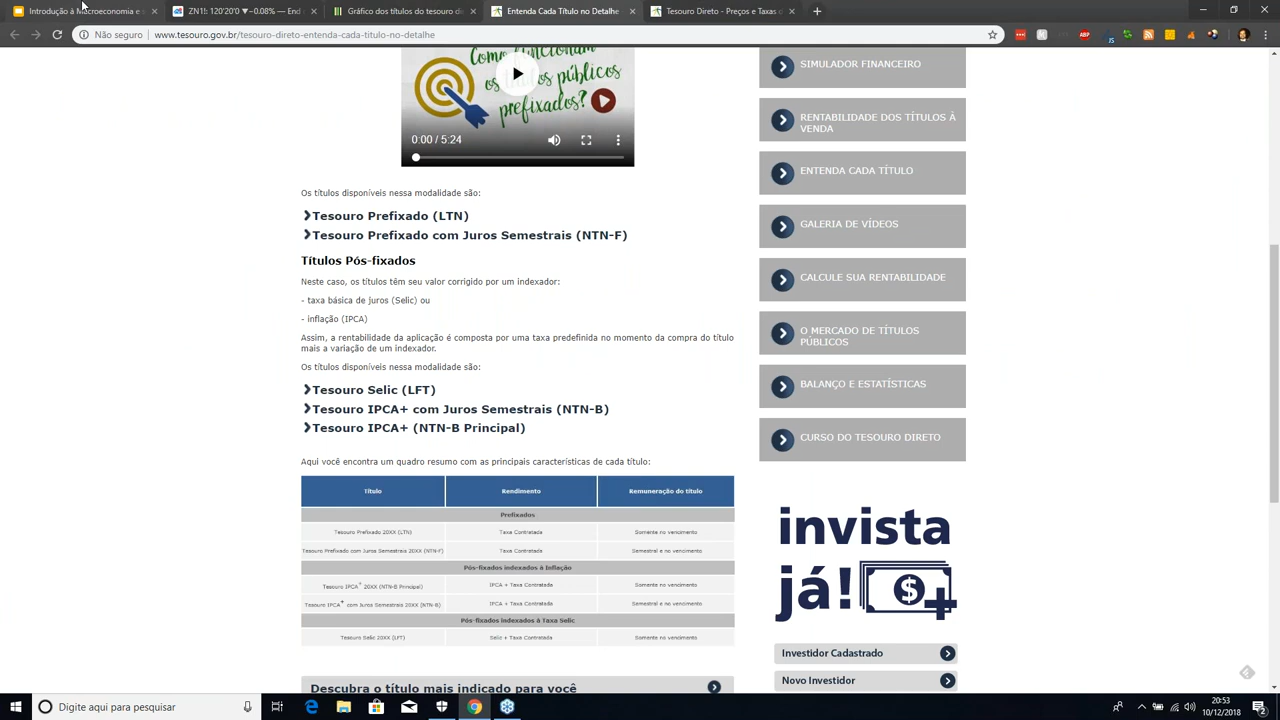 Introdução à Macroeconomia e s
ZN1!: 120'20'0 ▼−0.08% — End
Gráficos dos títulos do tesouro di
Tesouro - Entenda cada Título no Detalhe
Tesouro Direto - Preços e Taxas d
Não seguro | www.tesouro.gov.br/tesouro-direto-entenda-cada-titulo-no-detalhe
Como funcionam
os títulos públicos
prefixados?
0:00 / 5:24
Os títulos disponíveis nessa modalidade são:
Tesouro Prefixado (LTN)
Tesouro Prefixado com Juros Semestrais (NTN-F)
Títulos Pós-fixados
Neste caso, os títulos têm seu valor corrigido por um indexador:
- taxa básica de juros (Selic) ou
- inflação (IPCA)
Assim, a rentabilidade da aplicação é composta por uma taxa predefinida no momento da compra do título
mais a variação de um indexador.
Os títulos disponíveis nessa modalidade são:
Tesouro Selic (LFT)
Tesouro IPCA+ com Juros Semestrais (NTN-B)
Tesouro IPCA+ (NTN-B Principal)
Aqui você encontra um quadro resumo com as principais características de cada título:
Título Rendimento Remuneração do título
Prefixados
Tesouro Prefixado 20XX (LTN) Taxa Contratada Somente no vencimento
Tesouro Prefixado com Juros Semestrais 20XX (NTN-F) Taxa Contratada Semestral e no vencimento
Pós-fixados indexados à Inflação
Tesouro IPCA+ 20XX (NTN-B Principal) IPCA + Taxa Contratada Somente no vencimento
Tesouro IPCA+ com Juros Semestrais 20XX (NTN-B) IPCA + Taxa Contratada Semestral e no vencimento
Pós-fixados indexados à Taxa Selic
Tesouro Selic 20XX (LFT) Selic + Taxa Contratada Somente no vencimento
Descubra o título mais indicado para você
SIMULADOR FINANCEIRO
RENTABILIDADE DOS TÍTULOS À
VENDA
ENTENDA CADA TÍTULO
GALERIA DE VÍDEOS
CALCULE SUA RENTABILIDADE
O MERCADO DE TÍTULOS
PÚBLICOS
BALANÇO E ESTATÍSTICAS
CURSO DO TESOURO DIRETO
invista
já!
Investidor Cadastrado
Novo Investidor
Digite aqui para pesquisar
20:53
10/12/2018
2